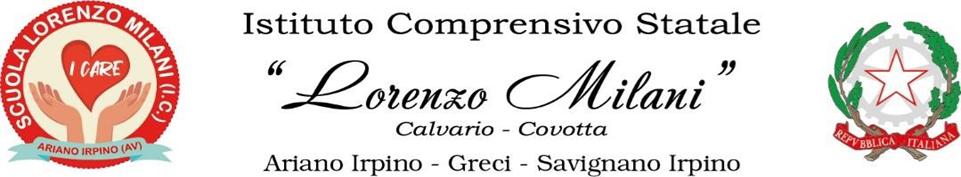 SCUOLA LORENZO MILANI (I.C.)
I CARE
ARIANO IRPINO (AV)
Istituto Comprensivo Statale
“Lorenzo Milani”
Calvario - Covotta
Ariano Irpino - Greci - Savignano Irpino
REPVBBLICA ITALIANA